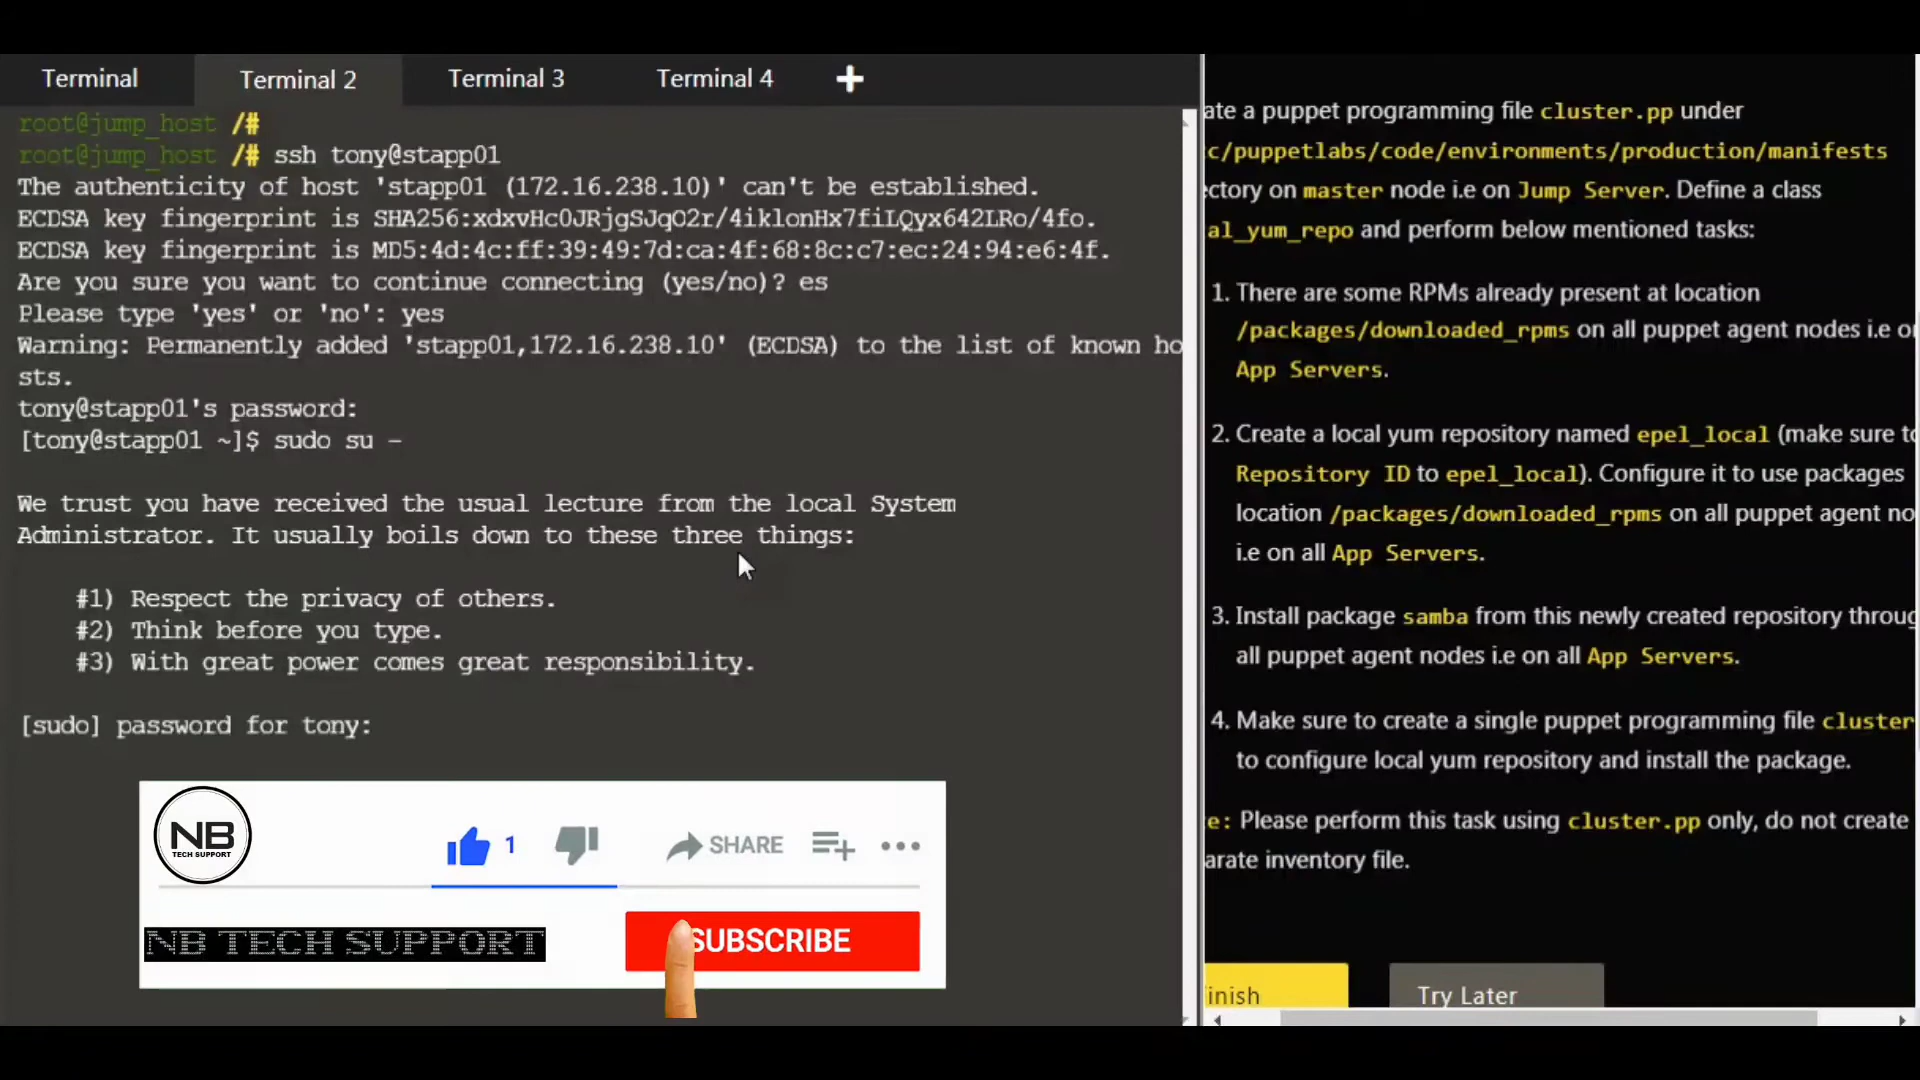 Terminal
Terminal 2
Terminal 3
Terminal 4
root@jump_host /#
root@jump_host /# ssh tony@stapp01
The authenticity of host 'stapp01 (172.16.238.10)' can't be established.
ECDSA key fingerprint is SHA256:xdxvHc0JRjgSJqO2r/4iklonHx7fiLQyx642LRo/4fo.
ECDSA key fingerprint is MD5:4d:4c:ff:39:49:7d:ca:4f:68:8c:c7:ec:24:94:e6:4f.
Are you sure you want to continue connecting (yes/no)? es
Please type 'yes' or 'no': yes
Warning: Permanently added 'stapp01,172.16.238.10' (ECDSA) to the list of known ho
sts.
tony@stapp01's password:
[tony@stapp01 ~]$ sudo su -
We trust you have received the usual lecture from the local System
Administrator. It usually boils down to these three things:
#1) Respect the privacy of others.
#2) Think before you type.
#3) With great power comes great responsibility.
[sudo] password for tony:
NB
TECH SUPPORT
1
SHARE
NB TECH SUPPORT
SUBSCRIBE
ate a puppet programming file cluster.pp under
c/puppetlabs/code/environments/production/manifests
ectory on master node i.e on Jump Server. Define a class
al_yum_repo and perform below mentioned tasks:
1. There are some RPMs already present at location
/packages/downloaded_rpms on all puppet agent nodes i.e o
App Servers.
2. Create a local yum repository named epel_local (make sure to
Repository ID to epel_local). Configure it to use packages
location /packages/downloaded_rpms on all puppet agent no
i.e on all App Servers.
3. Install package samba from this newly created repository throug
all puppet agent nodes i.e on all App Servers.
4. Make sure to create a single puppet programming file cluster
to configure local yum repository and install the package.
e: Please perform this task using cluster.pp only, do not create
arate inventory file.
inish
Try Later